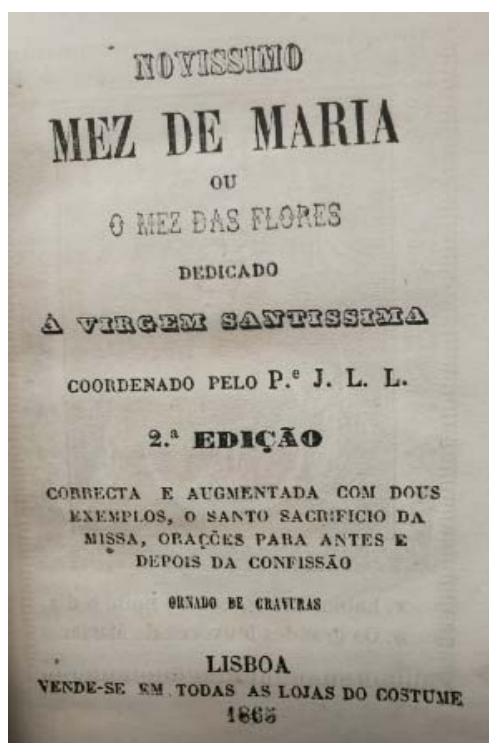 NOVISSIMO
MEZ DE MARIA
OU
O MEZ DAS FLORES
DEDICADO
Á VIRGEM SANTISSIMA
COORDENADO PELO P.e J. L. L.
2.ª EDIÇÃO
CORRECTA E AUGMENTADA COM DOUS
EXEMPLOS, O SANTO SACRIFICIO DA
MISSA, ORAÇÕES PARA ANTES E
DEPOIS DA CONFISSÃO
ORNADO DE GRAVURAS
LISBOA
VENDE-SE EM TODAS AS LOJAS DO COSTUME
1865